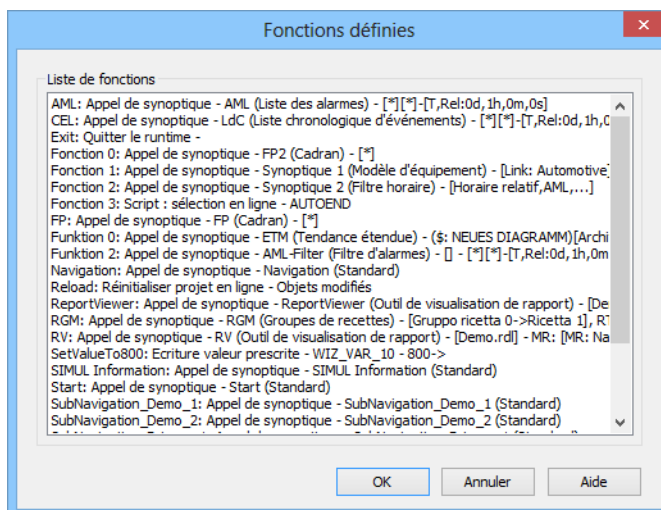 Fonctions définies
Liste de fonctions
AML: Appel de synoptique - AML (Liste des alarmes) - [*][*]-[T,Rel:0d,1h,0m,0s]
CEL: Appel de synoptique - LdC (Liste chronologique d'événements) - [*][*]-[T,Rel:0d,1h,0
Exit: Quitter le runtime -
Fonction 0: Appel de synoptique - FP2 (Cadran) - [*]
Fonction 1: Appel de synoptique - Synoptique 1 (Modèle d'équipement) - [Link: Automotive]
Fonction 2: Appel de synoptique - Synoptique 2 (Filtre horaire) - [Horaire relatif,AML,...]
Fonction 3: Script : sélection en ligne - AUTOEND
FP: Appel de synoptique - FP (Cadran) - [*]
Funktion 0: Appel de synoptique - ETM (Tendance étendue) - ($: NEUES DIAGRAMM)[Archi
Funktion 2: Appel de synoptique - AML-Filter (Filtre d'alarmes) - [] - [*][*]-[T,Rel:0d,1h,0m
Navigation: Appel de synoptique - Navigation (Standard)
Reload: Réinitialiser projet en ligne - Objets modifiés
ReportViewer: Appel de synoptique - ReportViewer (Outil de visualisation de rapport) - [De
RGM: Appel de synoptique - RGM (Groupes de recettes) - [Gruppo ricetta 0->Ricetta 1], RT
RV: Appel de synoptique - RV (Outil de visualisation de rapport) - [Demo.rdl] - MR: [MR: Na
SetValueTo800: Ecriture valeur prescrite - WIZ_VAR_10 - 800->
SIMUL Information: Appel de synoptique - SIMUL Information (Standard)
Start: Appel de synoptique - Start (Standard)
SubNavigation_Demo_1: Appel de synoptique - SubNavigation_Demo_1 (Standard)
SubNavigation_Demo_2: Appel de synoptique - SubNavigation_Demo_2 (Standard)
OK Annuler Aide